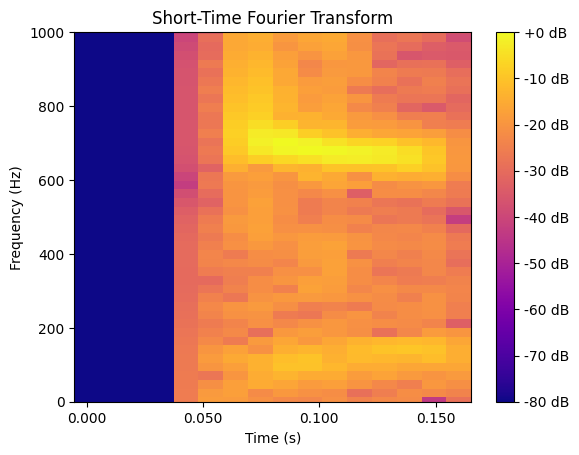 Short-Time Fourier Transform
1000
800
600
400
200
0
Frequency (Hz)
0.000
0.050
0.100
0.150
Time (s)
+0 dB
-10 dB
-20 dB
-30 dB
-40 dB
-50 dB
-60 dB
-70 dB
-80 dB